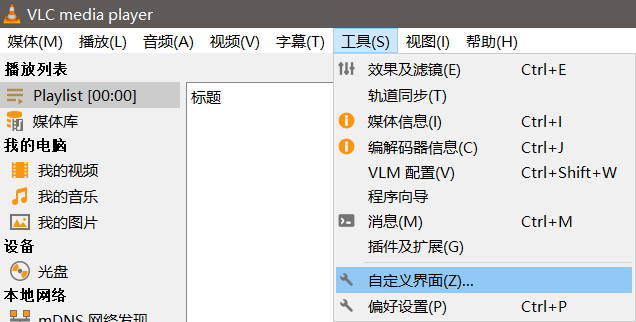 VLC media player
媒体(M) 播放(L) 音频(A) 视频(V) 字幕(T) 工具(S) 视图(I) 帮助(H)
播放列表
Playlist [00:00]
媒体库
我的电脑
我的视频
我的音乐
我的图片
设备
光盘
本地网络
mDNS 网络发现
标题
效果及滤镜(E) Ctrl+E
轨道同步(T)
媒体信息(I) Ctrl+I
编解码器信息(C) Ctrl+J
VLM 配置(V) Ctrl+Shift+W
程序向导
消息(M) Ctrl+M
插件及扩展(G)
自定义界面(Z)...
偏好设置(P) Ctrl+P